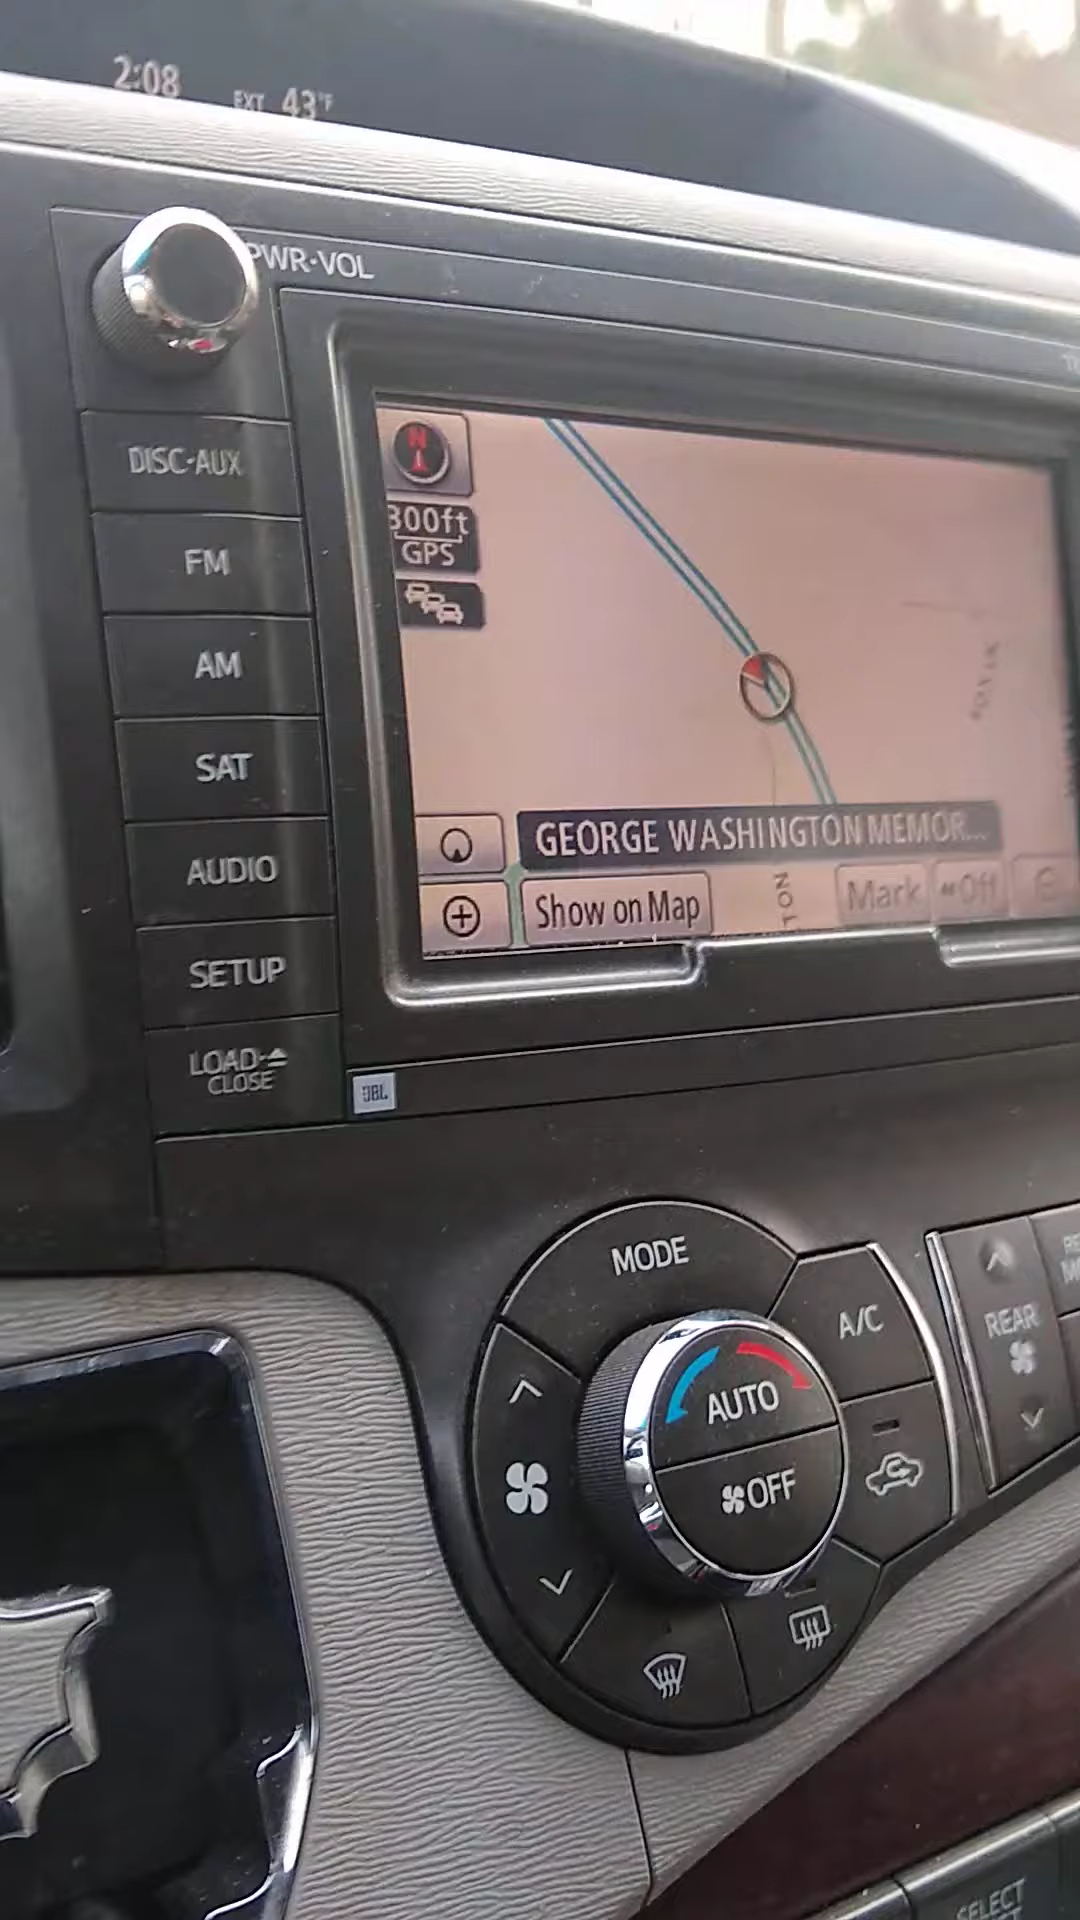 2:08
EXT 43°F
PWR·VOL
DISC·AUX
FM
AM
SAT
AUDIO
SETUP
LOAD·
CLOSE
N
300ft
GPS
GEORGE WASHINGTON MEMOR...
Show on Map
Mark
Off
JBL
MODE
A/C
AUTO
OFF
REAR
SELECT